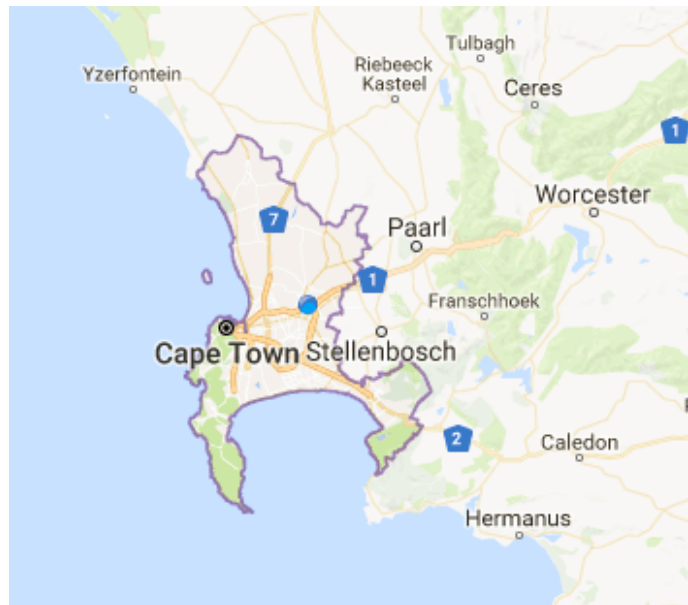 Tulbagh
Yzerfontein
Riebeeck
Kasteel
Ceres
1
Worcester
7
Paarl
1
Franschhoek
Cape Town
Stellenbosch
2
Caledon
Hermanus